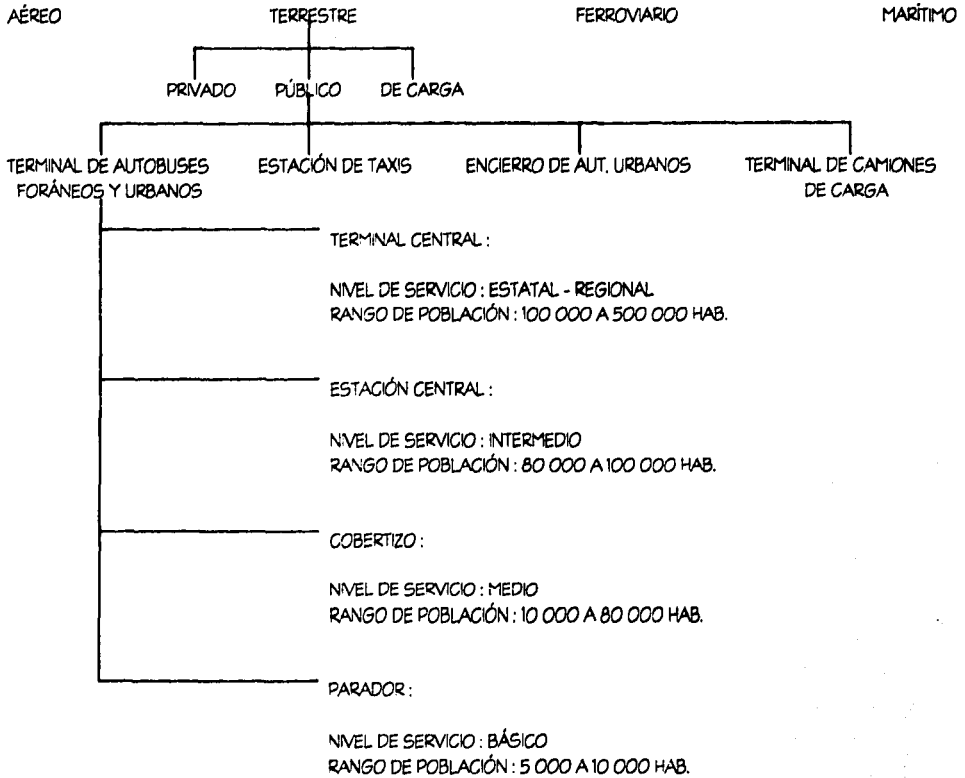 AÉREO TERRESTRE FERROVIARIO MARÍTIMO
PRIVADO PÚBLICO DE CARGA
TERMINAL DE AUTOBUSES FORÁNEOS Y URBANOS
ESTACIÓN DE TAXIS
ENCIERRO DE AUT. URBANOS
TERMINAL DE CAMIONES DE CARGA
TERMINAL CENTRAL :
NIVEL DE SERVICIO : ESTATAL - REGIONAL
RANGO DE POBLACIÓN : 100 000 A 500 000 HAB.
ESTACIÓN CENTRAL :
NIVEL DE SERVICIO : INTERMEDIO
RANGO DE POBLACIÓN : 80 000 A 100 000 HAB.
COBERTIZO :
NIVEL DE SERVICIO : MEDIO
RANGO DE POBLACIÓN : 10 000 A 80 000 HAB.
PARADOR :
NIVEL DE SERVICIO : BÁSICO
RANGO DE POBLACIÓN : 5 000 A 10 000 HAB.